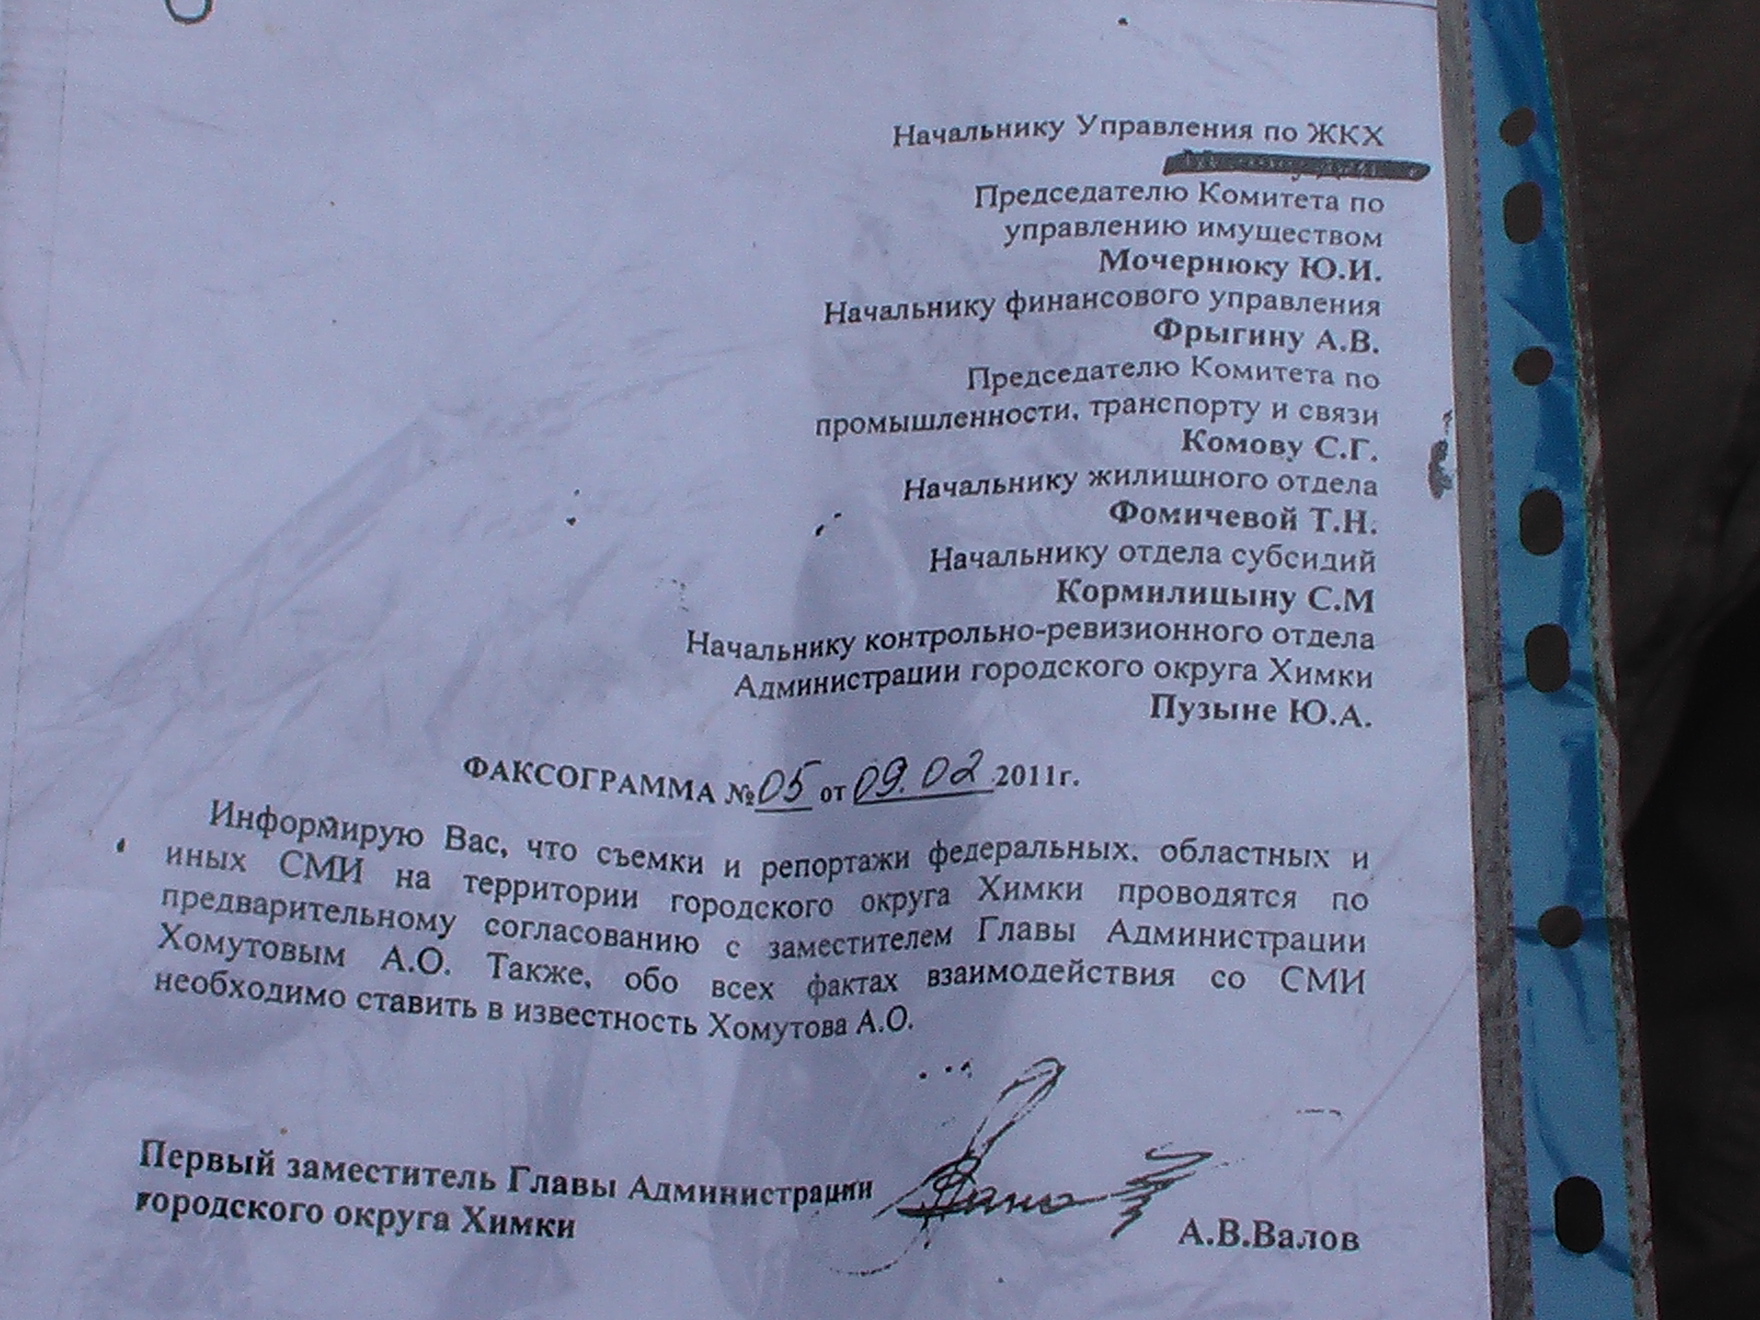 Начальнику Управления по ЖКХ
Председателю Комитета по
управлению имуществом
Мочернюку Ю.И.
Начальнику финансового управления
Фрыгину А.В.
Председателю Комитета по
промышленности, транспорту и связи
Комову С.Г.
Начальнику жилищного отдела
Фомичевой Т.Н.
Начальнику отдела субсидий
Кормилицыну С.М
Начальнику контрольно-ревизионного отдела
Администрации городского округа Химки
Пузыне Ю.А.
ФАКСОГРАММА №05 от 09.02 2011г.
Информирую Вас, что съемки и репортажи федеральных, областных и
иных СМИ на территории городского округа Химки проводятся по
предварительному согласованию с заместителем Главы Администрации
Хомутовым А.О. Также, обо всех фактах взаимодействия со СМИ
необходимо ставить в известность Хомутова А.О.
Первый заместитель Главы Администрации
городского округа Химки
А.В.Валов